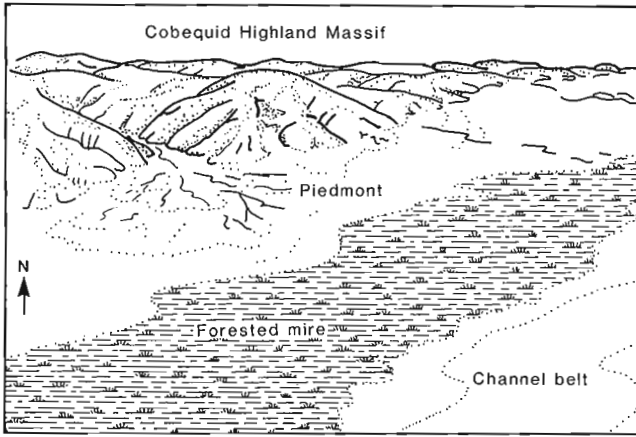 Cobequid Highland Massif
Piedmont
N
Forested mire
Channel belt